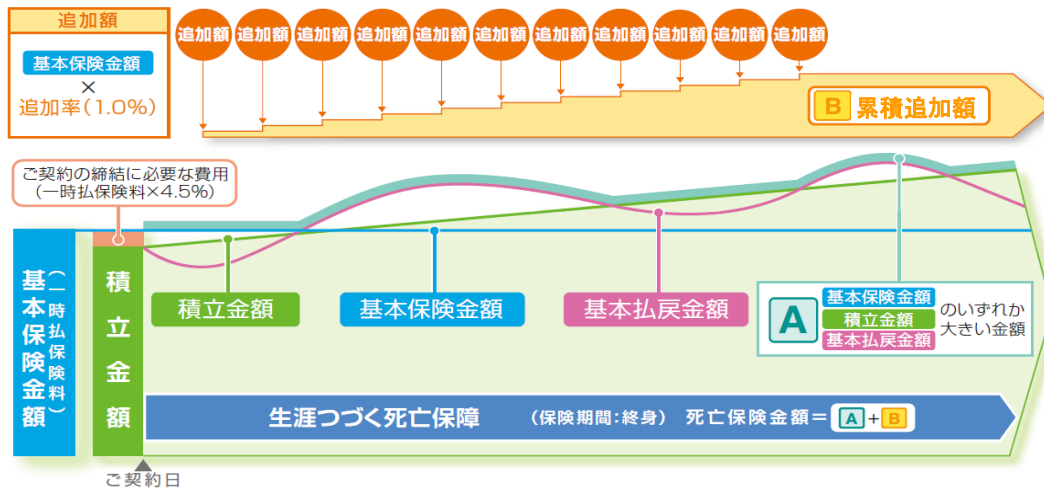 追加額
基本保険金額
×
追加率(1.0%)
追加額 追加額 追加額 追加額 追加額 追加額 追加額 追加額 追加額 追加額 追加額
B 累積追加額
ご契約の締結に必要な費用
(一時払保険料×4.5%)
基本保険金額
(一時払保険料)
積立金額
積立金額
基本保険金額
基本払戻金額
A
基本保険金額
積立金額
基本払戻金額
のいずれか
大きい金額
生涯つづく死亡保障 (保険期間:終身) 死亡保険金額=A+B
ご契約日